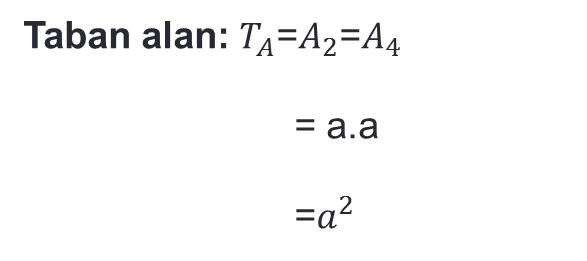 Taban alan: T_A=A_2=A_4
= a.a
=a^2